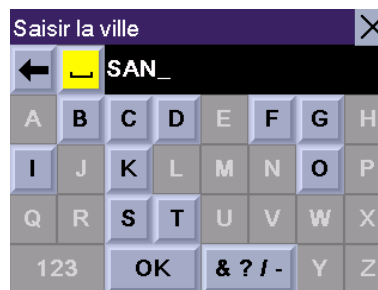 Saisir la ville
SAN_
A B C D E F G H
I J K L M N O P
Q R S T U V W X
123 OK & ? / - Y Z